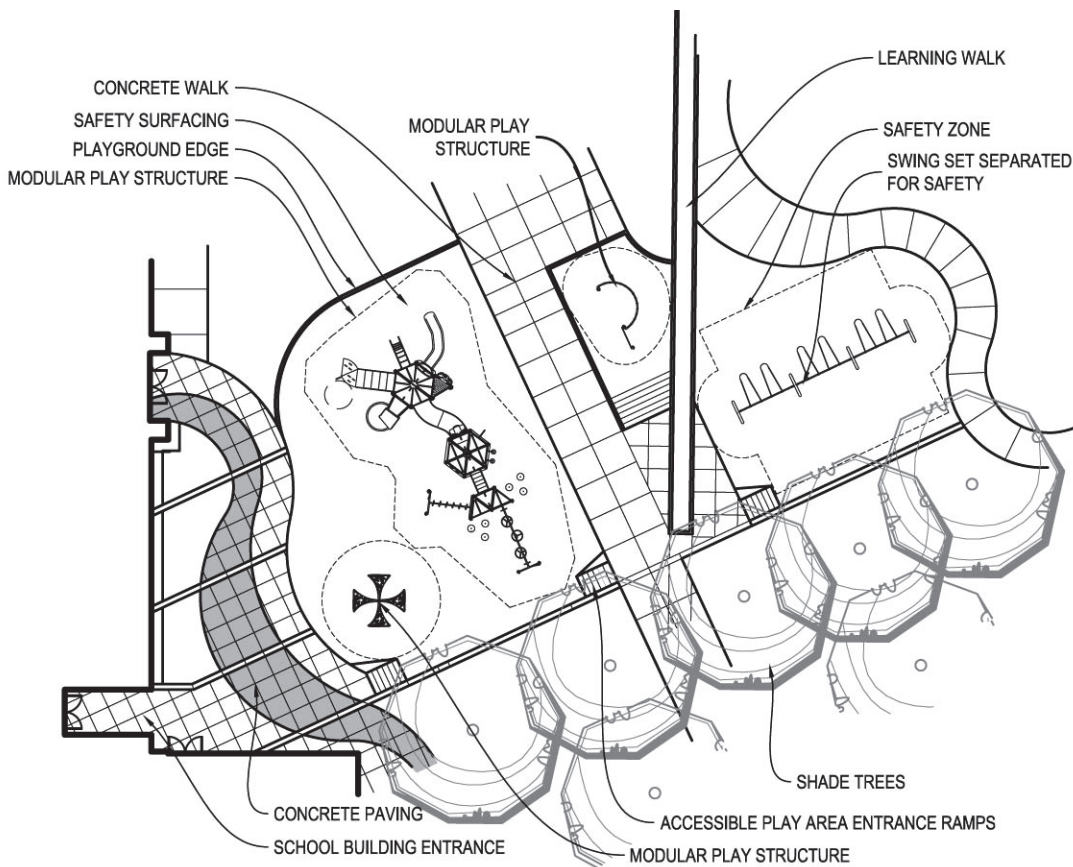 CONCRETE WALK
SAFETY SURFACING
PLAYGROUND EDGE
MODULAR PLAY STRUCTURE
MODULAR PLAY
STRUCTURE
LEARNING WALK
SAFETY ZONE
SWING SET SEPARATED
FOR SAFETY
SHADE TREES
CONCRETE PAVING
ACCESSIBLE PLAY AREA ENTRANCE RAMPS
SCHOOL BUILDING ENTRANCE
MODULAR PLAY STRUCTURE